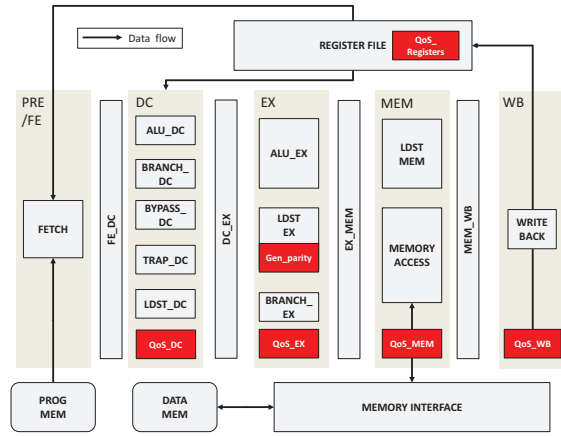 Data flow
REGISTER FILE
QoS_
Registers
PRE
/FE
DC
EX
MEM
WB
FETCH
FE_DC
ALU_DC
BRANCH_
DC
BYPASS_
DC
TRAP_DC
LDST_DC
QoS_DC
DC_EX
ALU_EX
LDST
EX
Gen_parity
BRANCH_
EX
QoS_EX
EX_MEM
LDST
MEM
MEMORY
ACCESS
QoS_MEM
MEM_WB
WRITE
BACK
QoS_WB
PROG
MEM
DATA
MEM
MEMORY INTERFACE